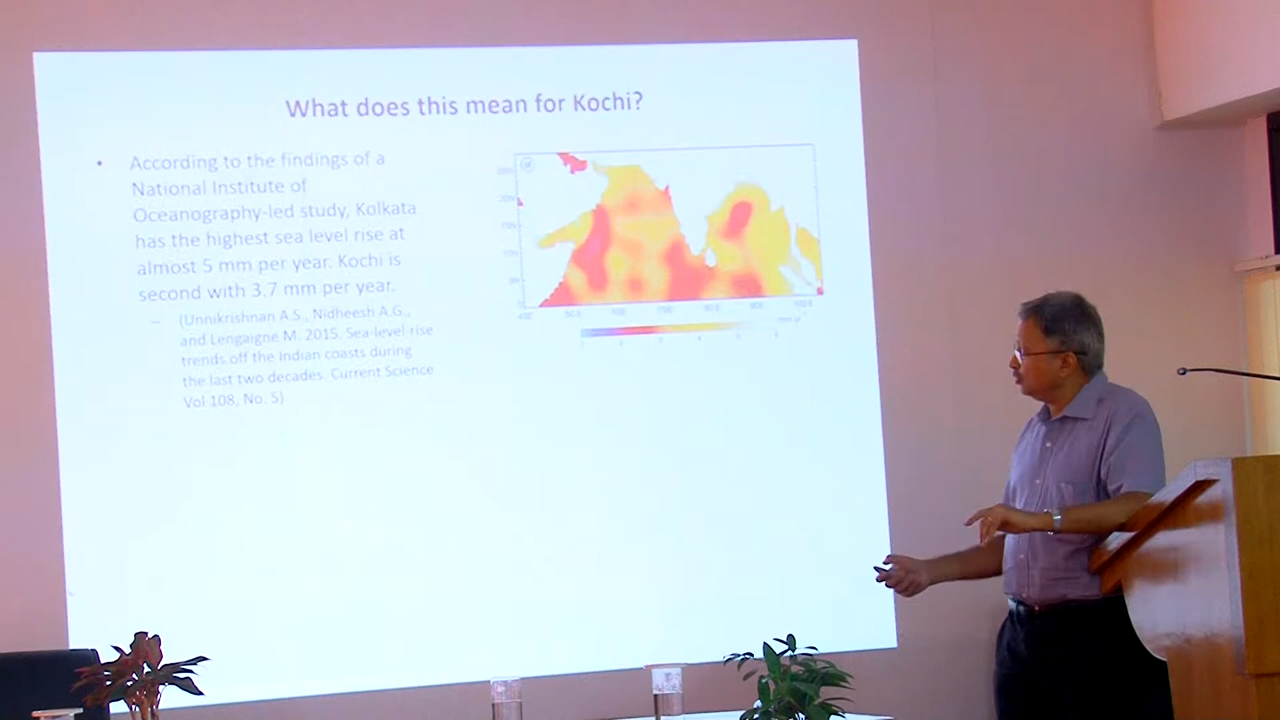 What does this mean for Kochi?
• According to the findings of a
National Institute of
Oceanography-led study, Kolkata
has the highest sea level rise at
almost 5 mm per year. Kochi is
second with 3.7 mm per year.
– (Unnikrishnan A.S., Nidheesh A.G.,
and Lengaigne M. 2015. Sea-level-rise
trends off the Indian coasts during
the last two decades. Current Science
Vol 108, No. 5)